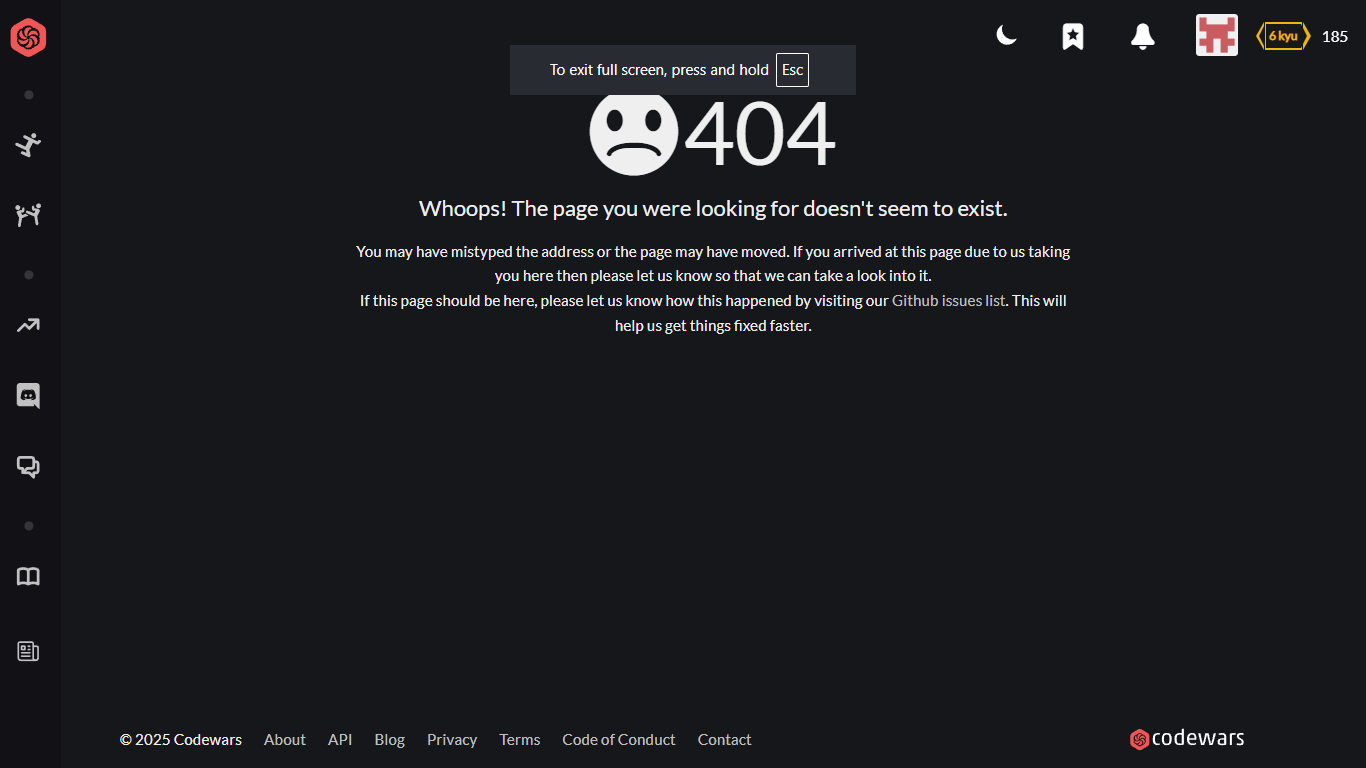 6 kyu 185
To exit full screen, press and hold Esc
404
Whoops! The page you were looking for doesn't seem to exist.
You may have mistyped the address or the page may have moved. If you arrived at this page due to us taking
you here then please let us know so that we can take a look into it.
If this page should be here, please let us know how this happened by visiting our Github issues list. This will
help us get things fixed faster.
© 2025 Codewars About API Blog Privacy Terms Code of Conduct Contact codewars